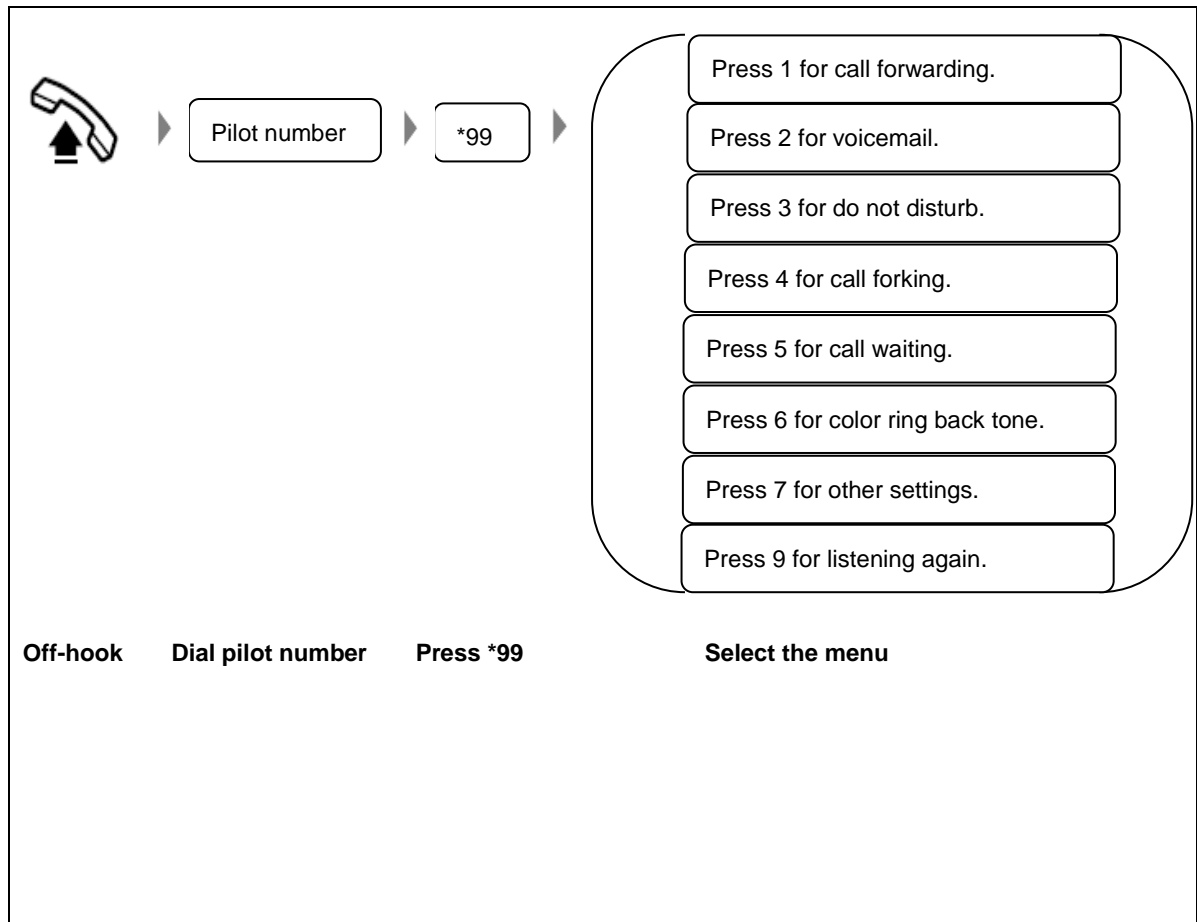 Pilot number
*99
Press 1 for call forwarding.
Press 2 for voicemail.
Press 3 for do not disturb.
Press 4 for call forking.
Press 5 for call waiting.
Press 6 for color ring back tone.
Press 7 for other settings.
Press 9 for listening again.
Off-hook Dial pilot number Press *99 Select the menu